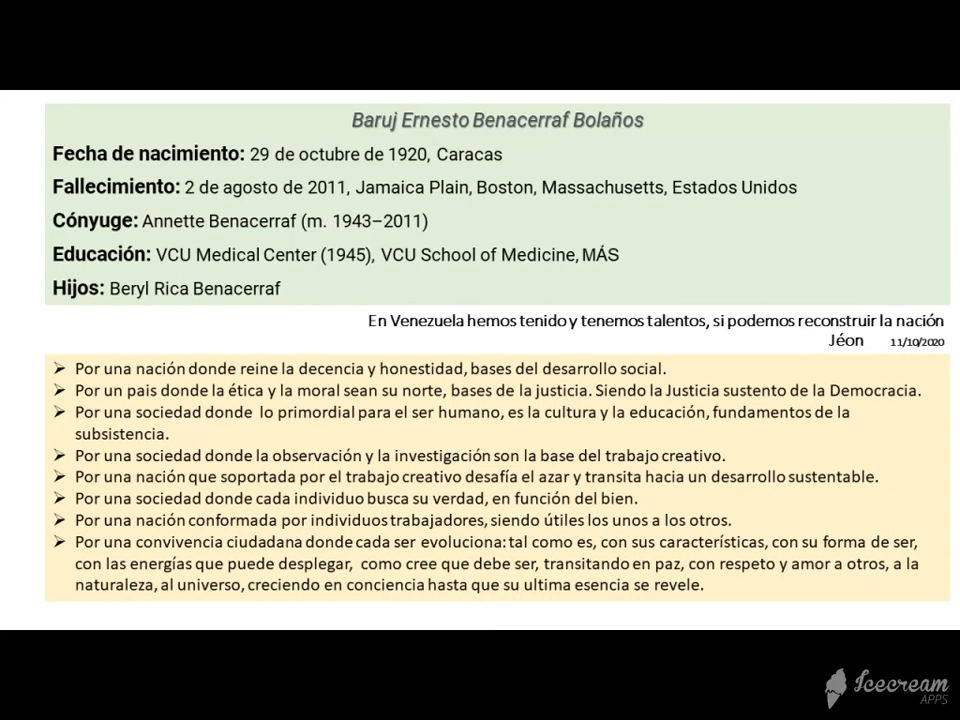 Baruj Ernesto Benacerraf Bolaños
Fecha de nacimiento: 29 de octubre de 1920, Caracas
Fallecimiento: 2 de agosto de 2011, Jamaica Plain, Boston, Massachusetts, Estados Unidos
Cónyuge: Annette Benacerraf (m. 1943–2011)
Educación: VCU Medical Center (1945), VCU School of Medicine, MÁS
Hijos: Beryl Rica Benacerraf
En Venezuela hemos tenido y tenemos talentos, si podemos reconstruir la nación
Jéon 11/10/2020
➢ Por una nación donde reine la decencia y honestidad, bases del desarrollo social.
➢ Por un pais donde la ética y la moral sean su norte, bases de la justicia. Siendo la Justicia sustento de la Democracia.
➢ Por una sociedad donde lo primordial para el ser humano, es la cultura y la educación, fundamentos de la
subsistencia.
➢ Por una sociedad donde la observación y la investigación son la base del trabajo creativo.
➢ Por una nación que soportada por el trabajo creativo desafía el azar y transita hacia un desarrollo sustentable.
➢ Por una sociedad donde cada individuo busca su verdad, en función del bien.
➢ Por una nación conformada por individuos trabajadores, siendo útiles los unos a los otros.
➢ Por una convivencia ciudadana donde cada ser evoluciona: tal como es, con sus características, con su forma de ser,
con las energías que puede desplegar, como cree que debe ser, transitando en paz, con respeto y amor a otros, a la
naturaleza, al universo, creciendo en conciencia hasta que su ultima esencia se revele.
Icecream
APPS